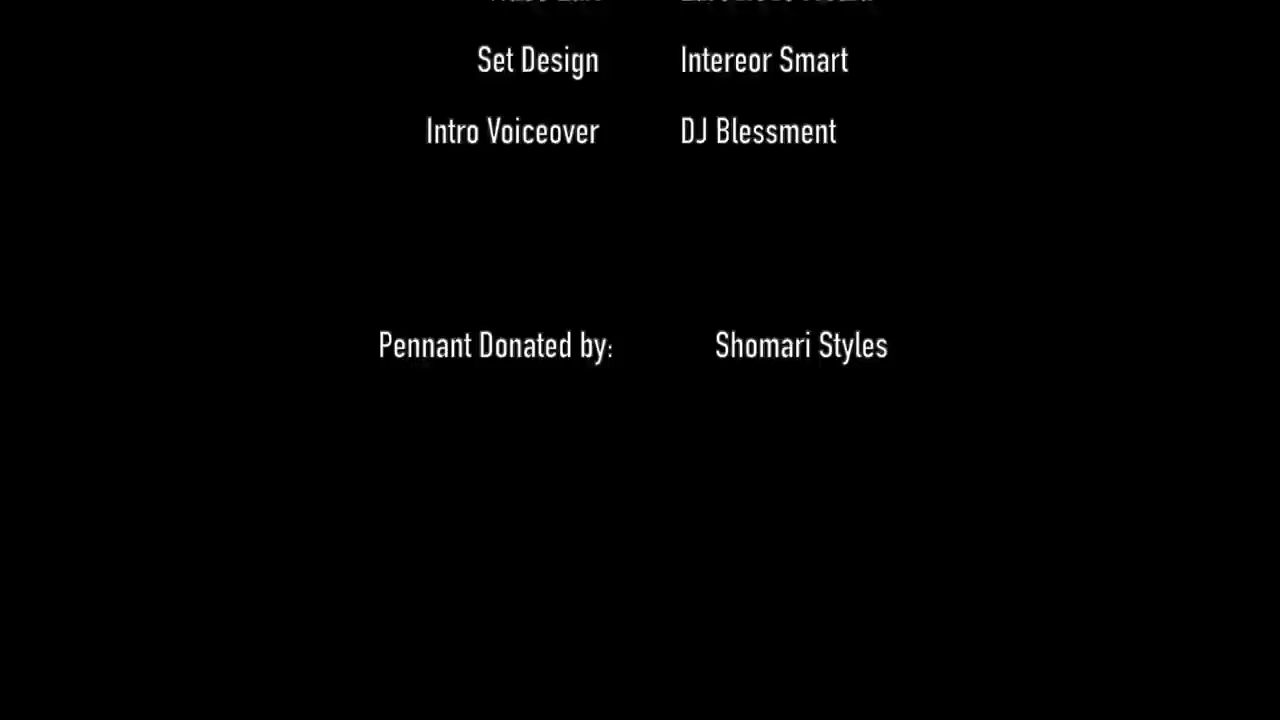 Set Design Intereor Smart
Intro Voiceover DJ Blessment
Pennant Donated by: Shomari Styles